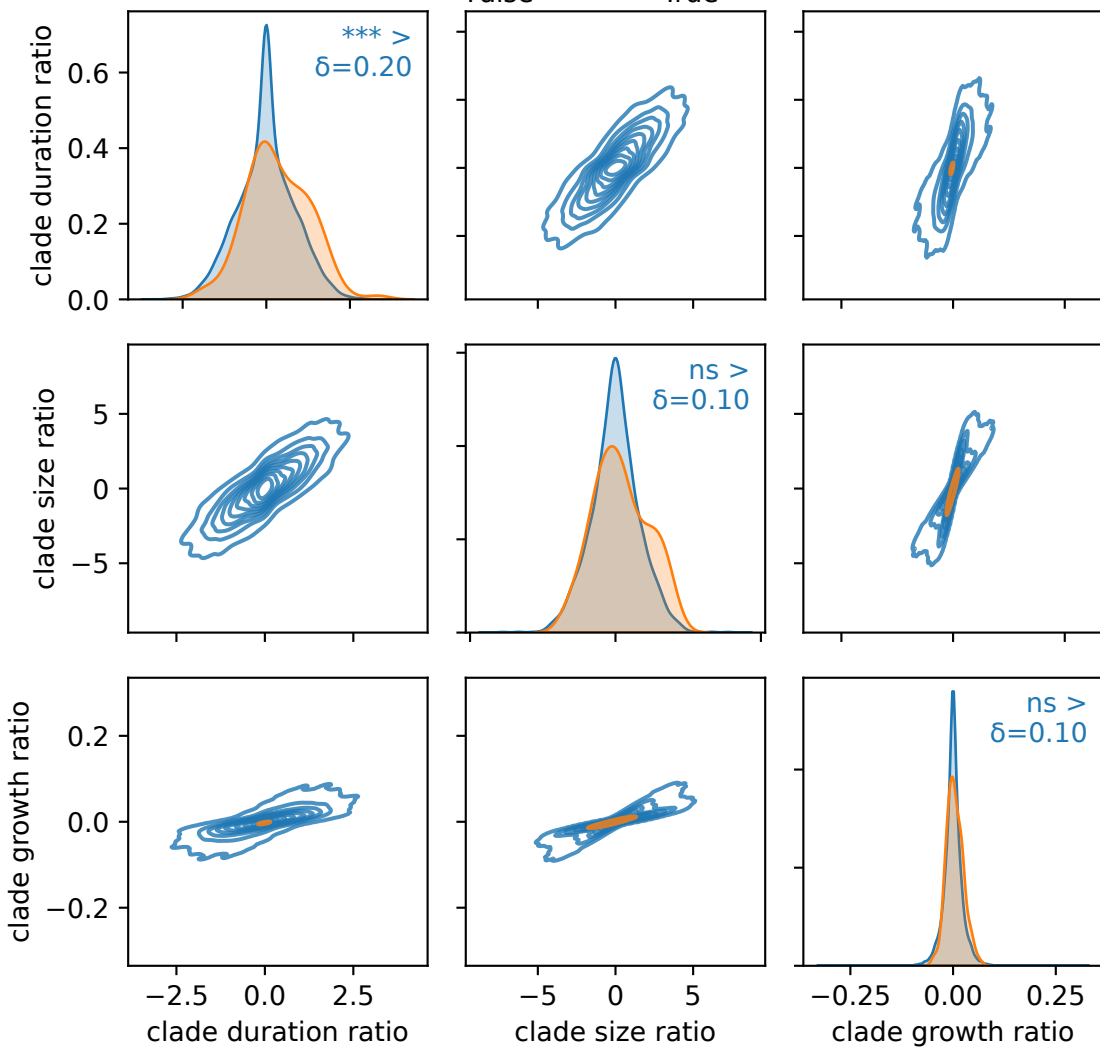 *** >
δ=0.20
clade duration ratio
0.6
0.4
0.2
0.0
ns >
δ=0.10
clade size ratio
5
0
−5
ns >
δ=0.10
clade growth ratio
0.2
0.0
−0.2
−2.5 0.0 2.5 −5 0 5 −0.25 0.00 0.25
clade duration ratio clade size ratio clade growth ratio